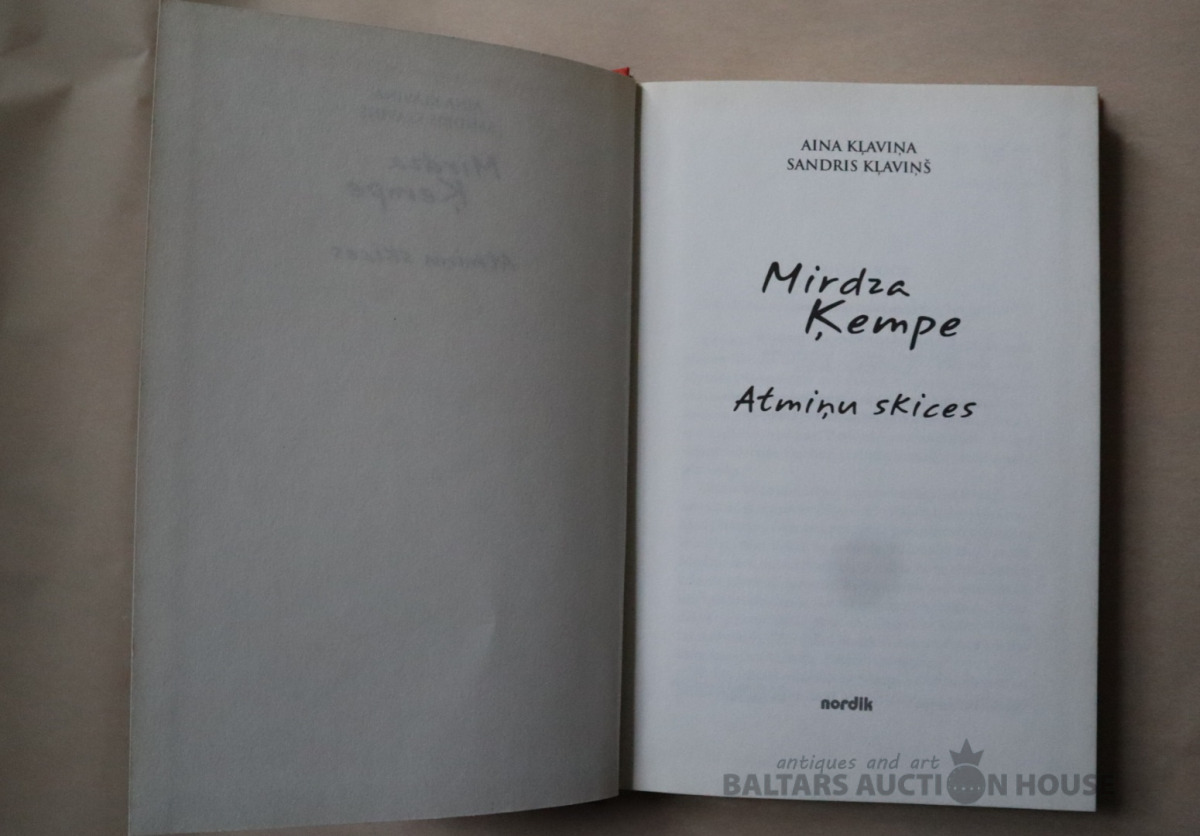 AINA KĻAVIŅA
SANDRIS KĻAVIŅŠ
Mirdza
Ķempe
Atmiņu skices
nordik
antiques and art
BALTARS AUCTION HOUSE